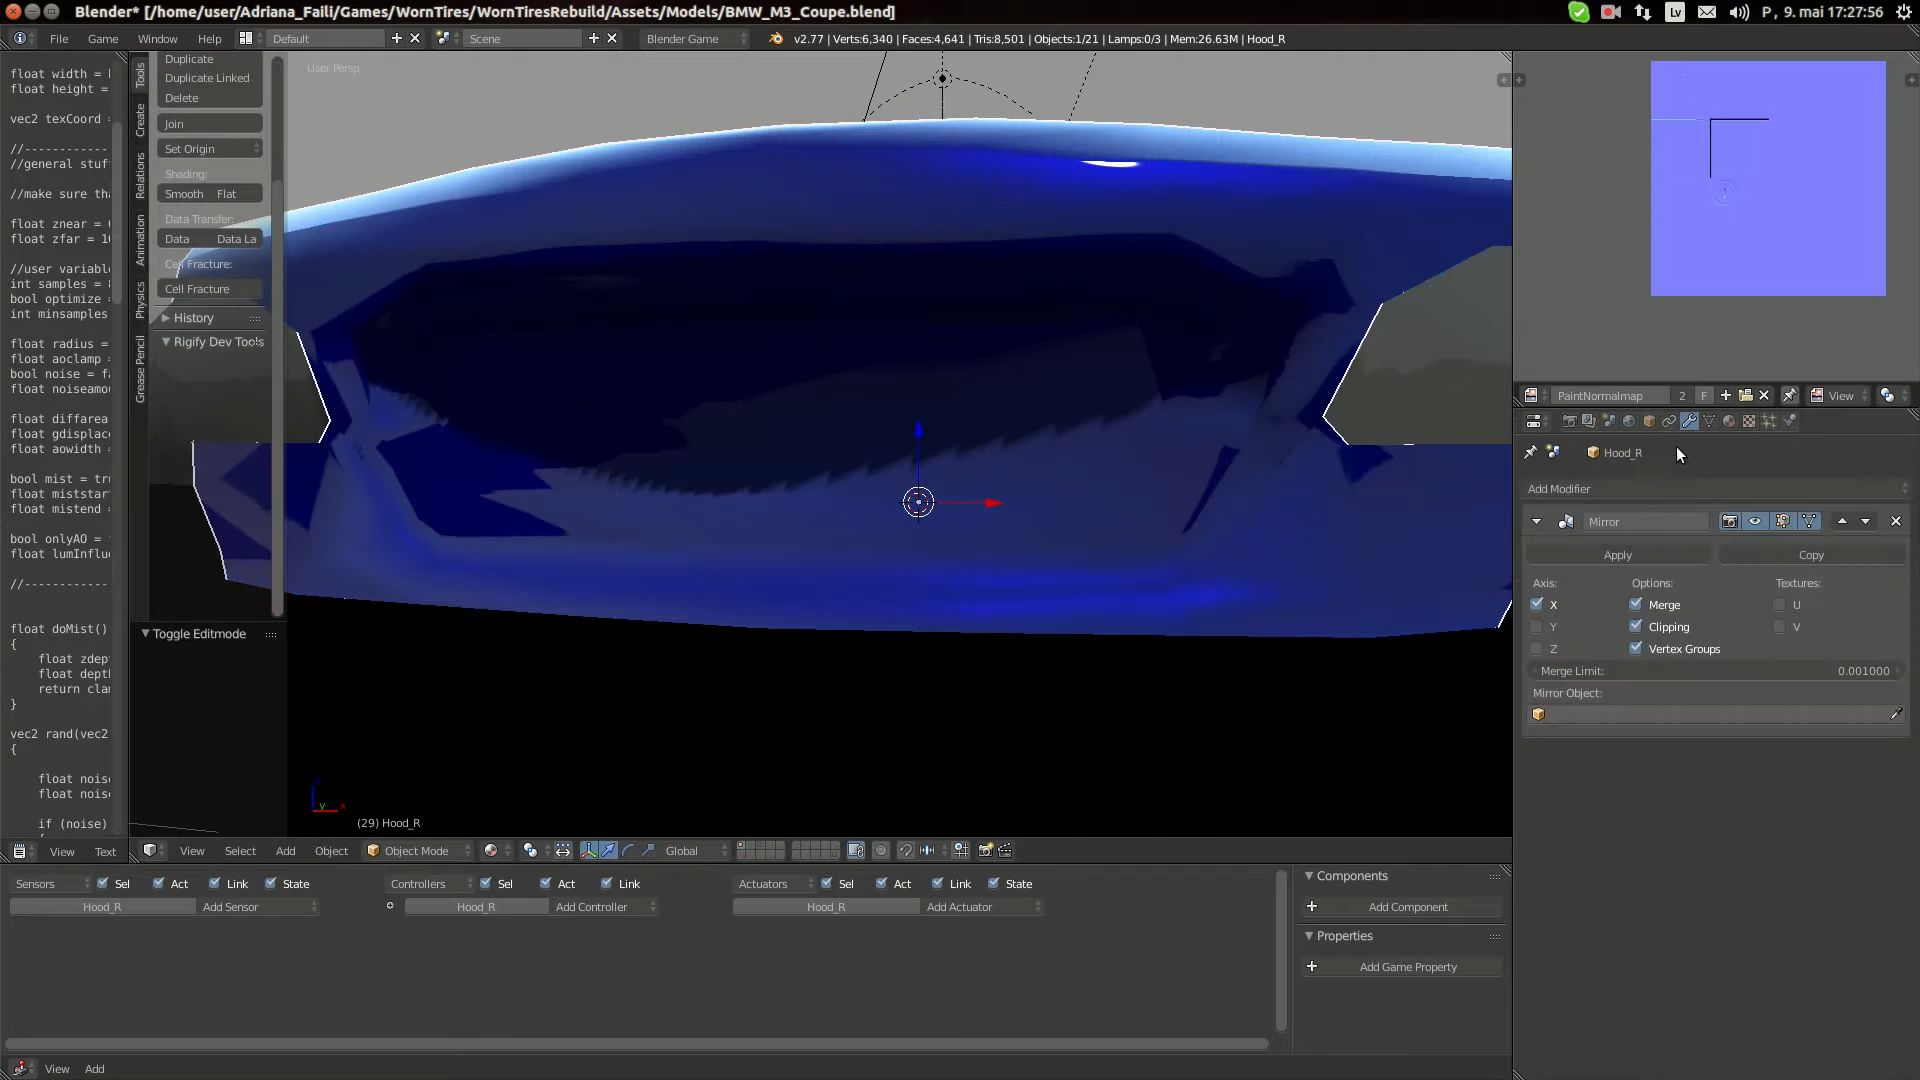 Blender* [/home/user/Adriana_Faili/Games/WornTires/WornTiresRebuild/Assets/Models/BMW_M3_Coupe.blend]
Lv
P , 9. mai 17:27:56
File Game Window Help
Default
Scene
Blender Game
v2.77 | Verts:6,340 | Faces:4,641 | Tris:8,501 | Objects:1/21 | Lamps:0/3 | Mem:26.63M | Hood_R
float width =
float height =
vec2 texCoord =
//------------
//general stuf
//make sure tha
float znear =
float zfar = 10
//user variabl
int samples =
bool optimize =
int minsamples
float radius =
float aoclamp =
bool noise = fa
float noiseamo
float diffarea
float gdisplace
float aowidth =
bool mist = tru
float miststar
float mistend =
bool onlyAO =
float lumInflu
//------------
float doMist()
{
float zdep
float dept
return cla
}
vec2 rand(vec2
{
float nois
float nois
if (noise)
{
View Text
Tools
Create
Relations
Animation
Physics
Grease Pencil
Duplicate
Duplicate Linked
Delete
Join
Set Origin
Shading:
Smooth Flat
Data Transfer:
Data Data La
Cell Fracture:
Cell Fracture
History
Rigify Dev Tools
Toggle Editmode
User Persp
z
y x
(29) Hood_R
View Select Add Object
Object Mode
Global
PaintNormalmap 2 F
View
Hood_R
Add Modifier
Mirror
Apply Copy
Axis: Options: Textures:
X Merge U
Y Clipping V
Z Vertex Groups
Merge Limit: 0.001000
Mirror Object:
Sensors Sel Act Link State
Hood_R Add Sensor
Controllers Sel Act Link
Hood_R Add Controller
Actuators Sel Act Link State
Hood_R Add Actuator
Components
Add Component
Properties
Add Game Property
View Add